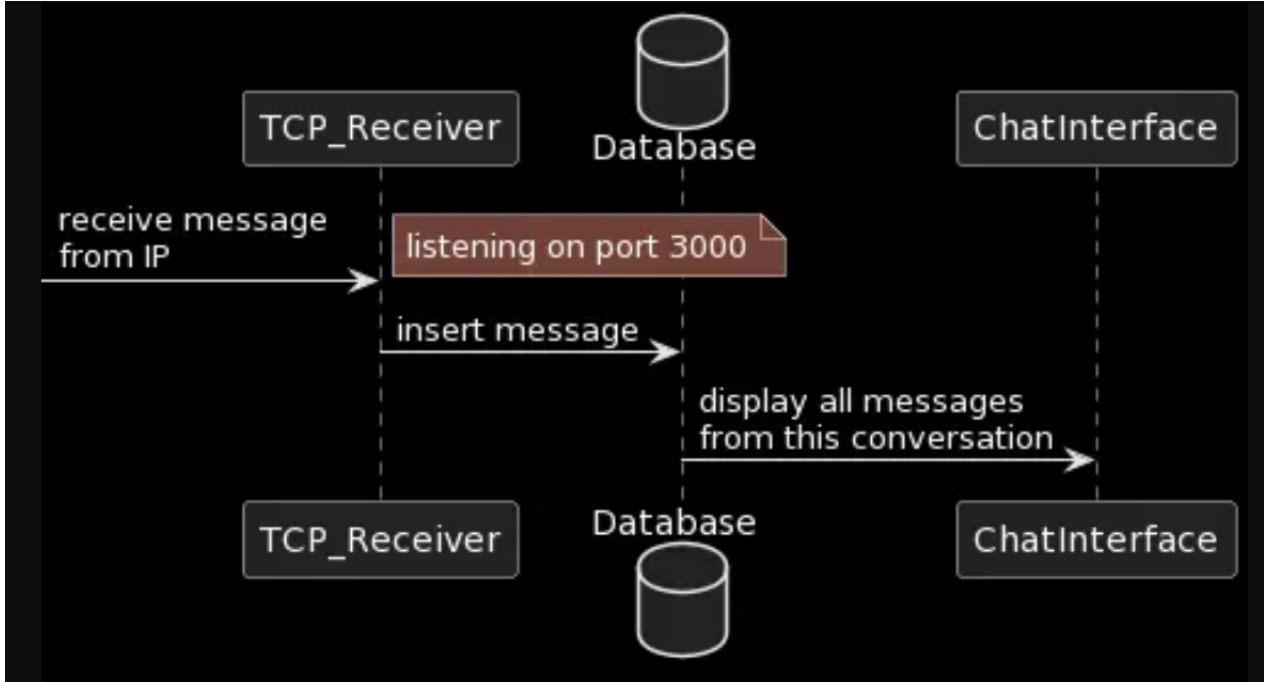 TCP_Receiver
Database
ChatInterface
receive message
from IP
listening on port 3000
insert message
display all messages
from this conversation
TCP_Receiver
Database
ChatInterface